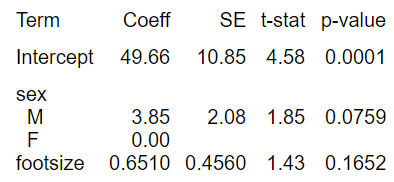 Term Coeff SE t-stat p-value
Intercept 49.66 10.85 4.58 0.0001
sex
M 3.85 2.08 1.85 0.0759
F 0.00
footsize 0.6510 0.4560 1.43 0.1652